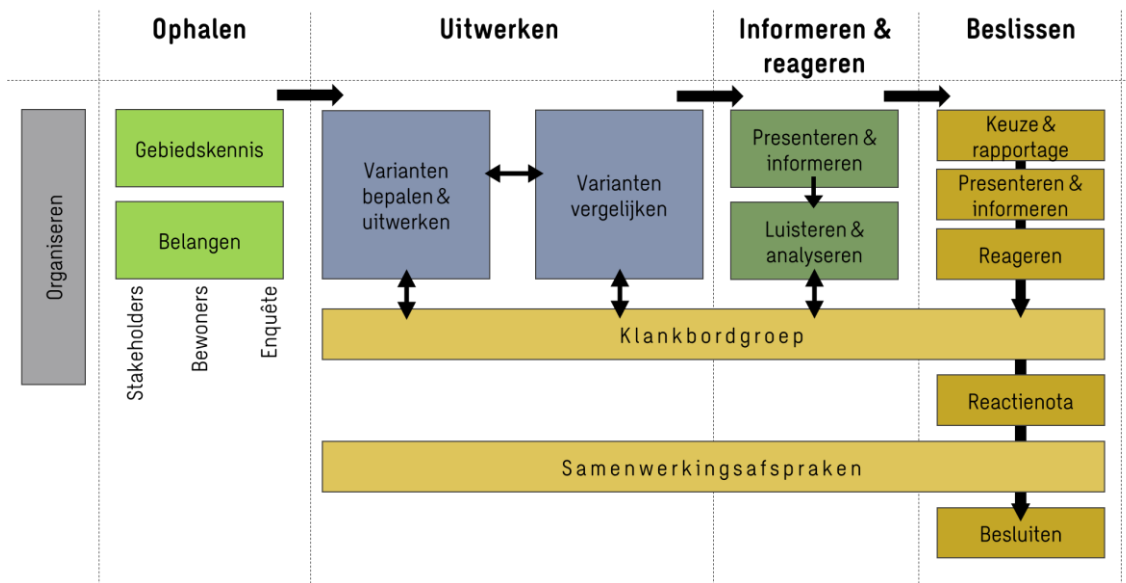 Ophalen
Uitwerken
Informeren &
reageren
Beslissen
Organiseren
Gebiedskennis
Belangen
Stakeholders
Bewoners
Enquête
Varianten
bepalen &
uitwerken
Varianten
vergelijken
Presenteren &
informeren
Luisteren &
analyseren
Keuze &
rapportage
Presenteren &
informeren
Reageren
Klankbordgroep
Reactienota
Samenwerkingsafspraken
Besluiten